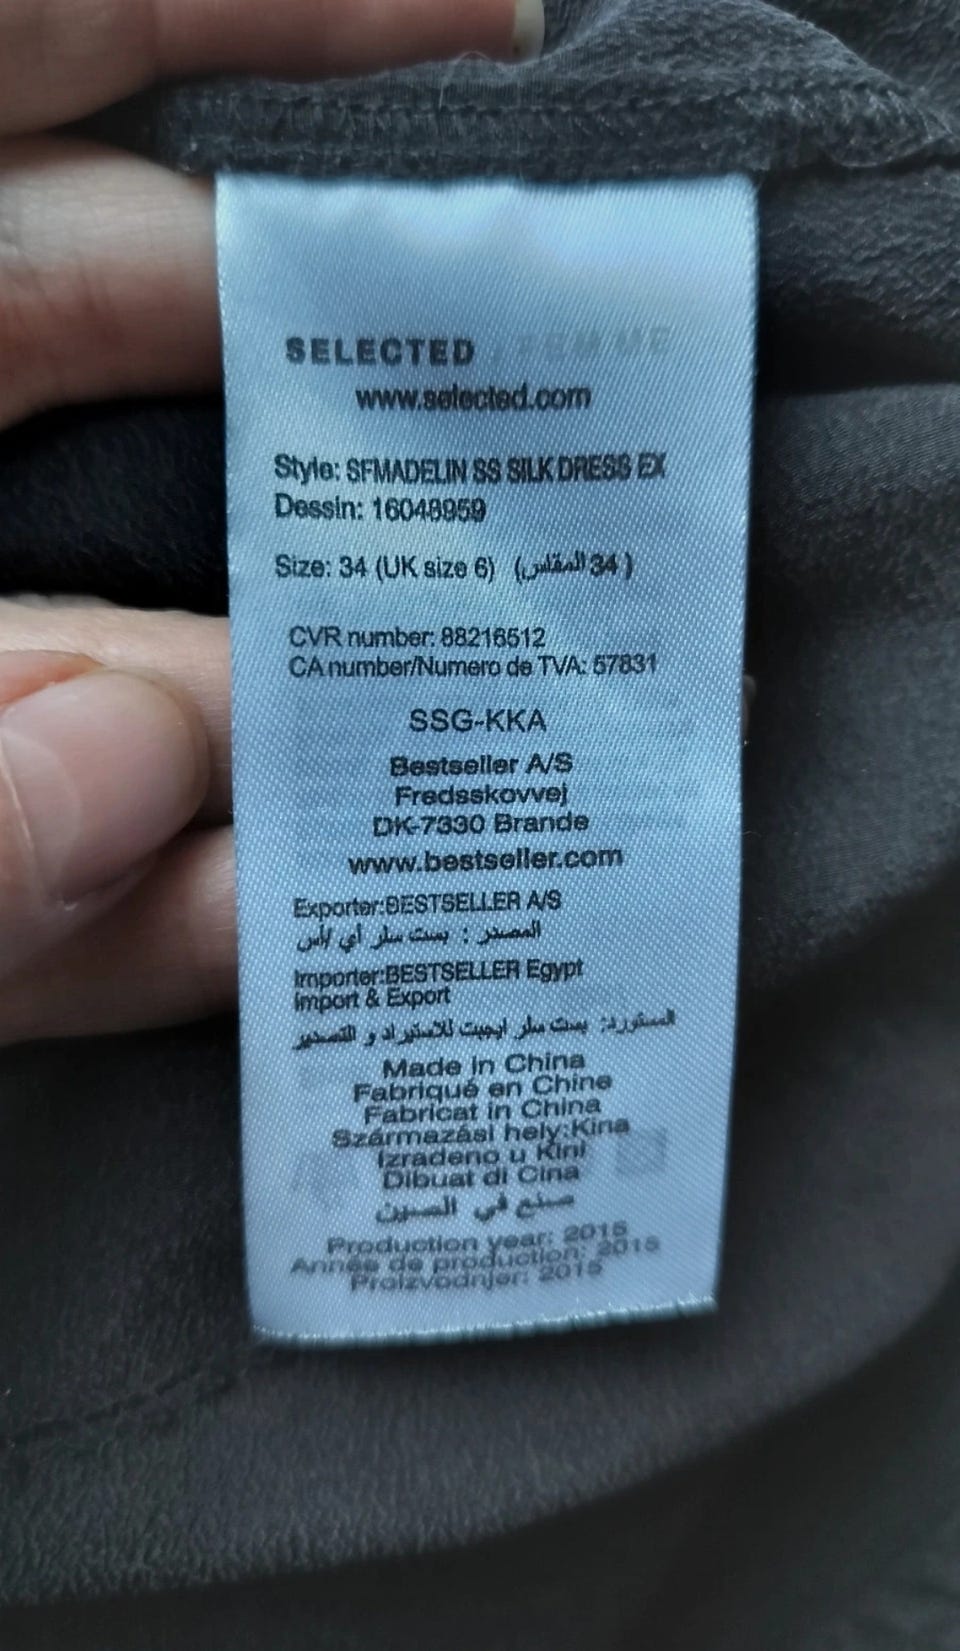 SELECTED / FEMME
www.selected.com
Style: SFMADELIN SS SILK DRESS EX
Dessin: 16048959
Size: 34 (UK size 6) (34 المقاس)
CVR number: 88216512
CA number/Numero de TVA: 57831
SSG-KKA
Bestseller A/S
Fredsskovvej
DK-7330 Brande
www.bestseller.com
Exporter:BESTSELLER A/S
المصدر : بست سلر أي /أس
Importer:BESTSELLER Egypt
Import & Export
المستورد: بست سلر ايجبت للاستيراد و التصدير
Made in China
Fabriqué en Chine
Fabricat in China
Származási hely:Kina
Izradeno u Kini
Dibuat di Cina
صنع في الصين
Production year: 2015
Année de production: 2015
Proizvodnjer: 2015